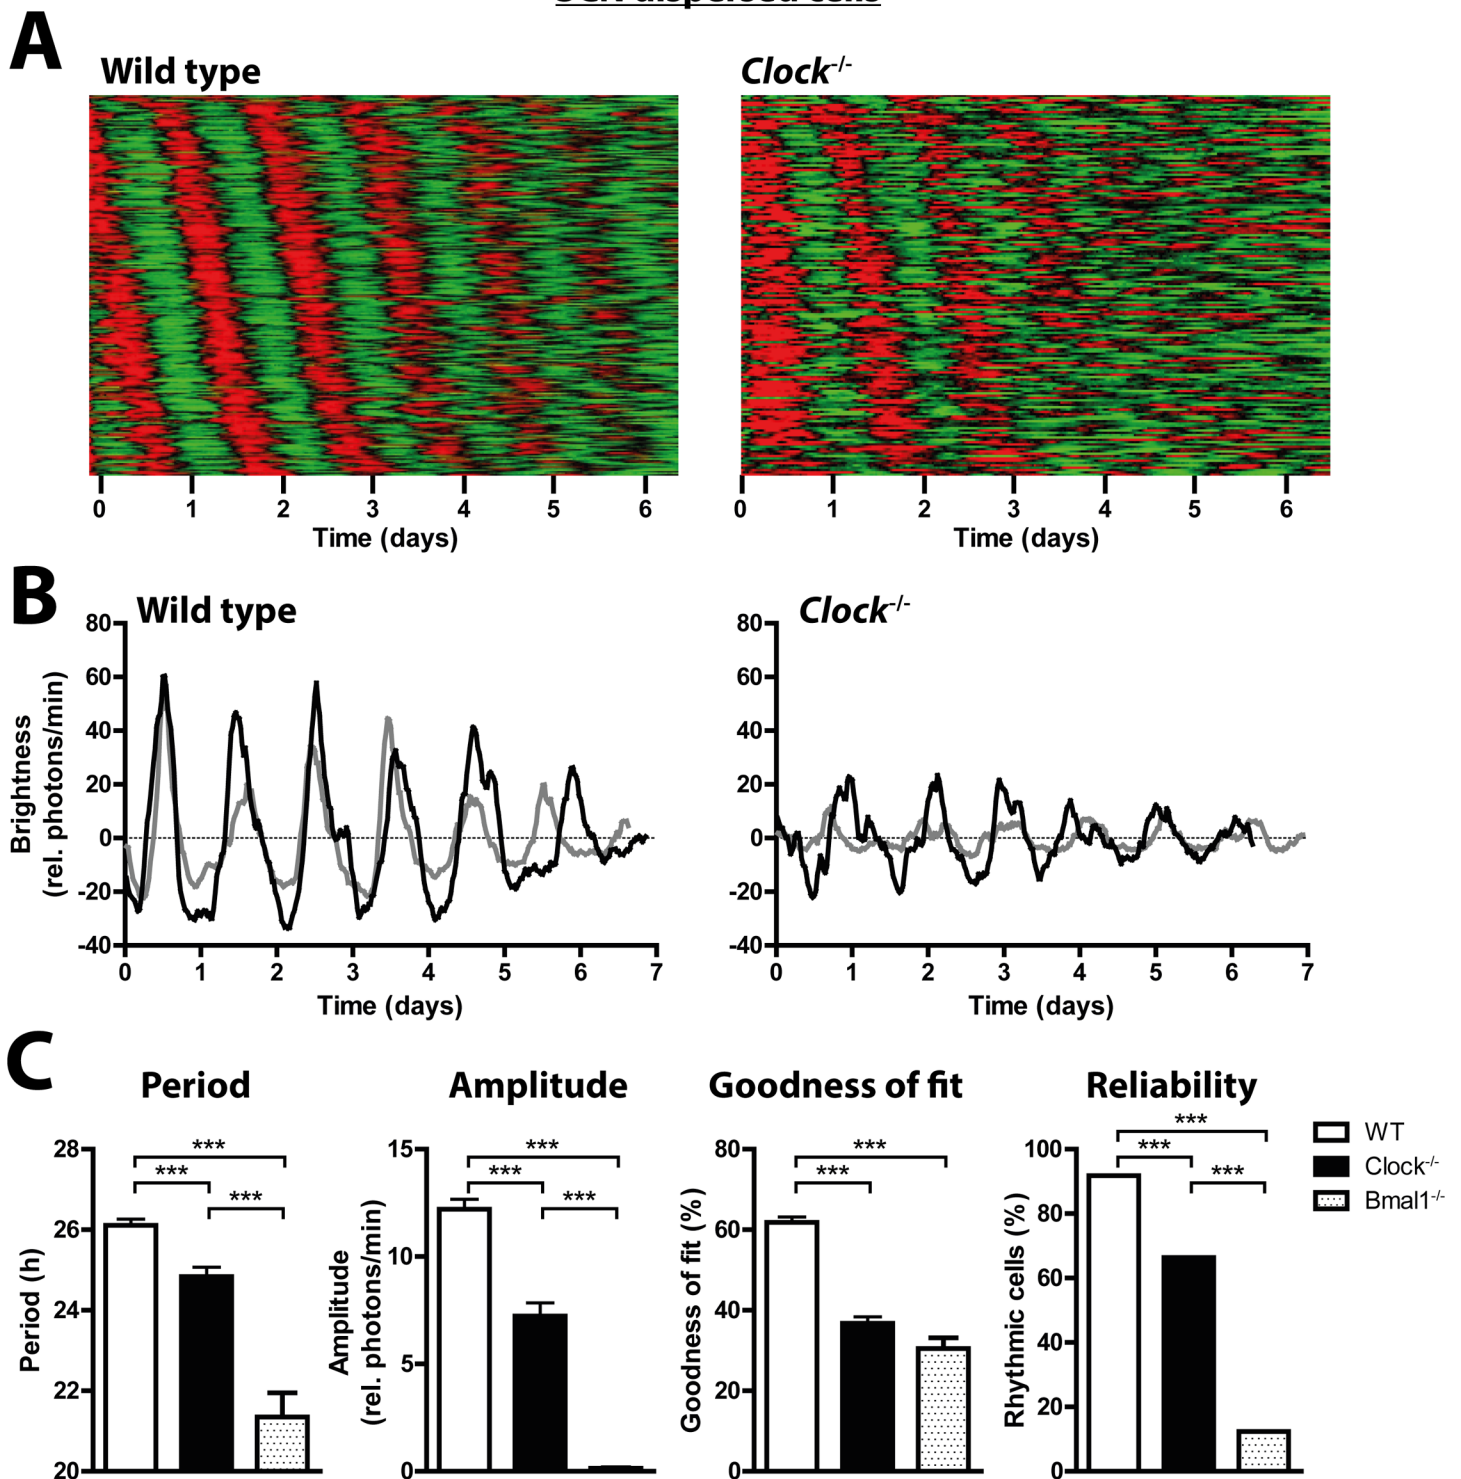 A
Wild type
Clock-/-
0 1 2 3 4 5 6
Time (days)
0 1 2 3 4 5 6
Time (days)
B
Wild type
Clock-/-
Brightness
(rel. photons/min)
80
60
40
20
0
-20
-40
0 1 2 3 4 5 6 7
Time (days)
80
60
40
20
0
-20
-40
0 1 2 3 4 5 6 7
Time (days)
C
Period
Period (h)
28
26
24
22
20
***
***
***
Amplitude
Amplitude
(rel. photons/min)
15
10
5
0
***
***
***
Goodness of fit
Goodness of fit (%)
80
60
40
20
0
***
***
Reliability
Rhythmic cells (%)
100
80
60
40
20
0
***
***
***
WT
Clock-/-
Bmal1-/-